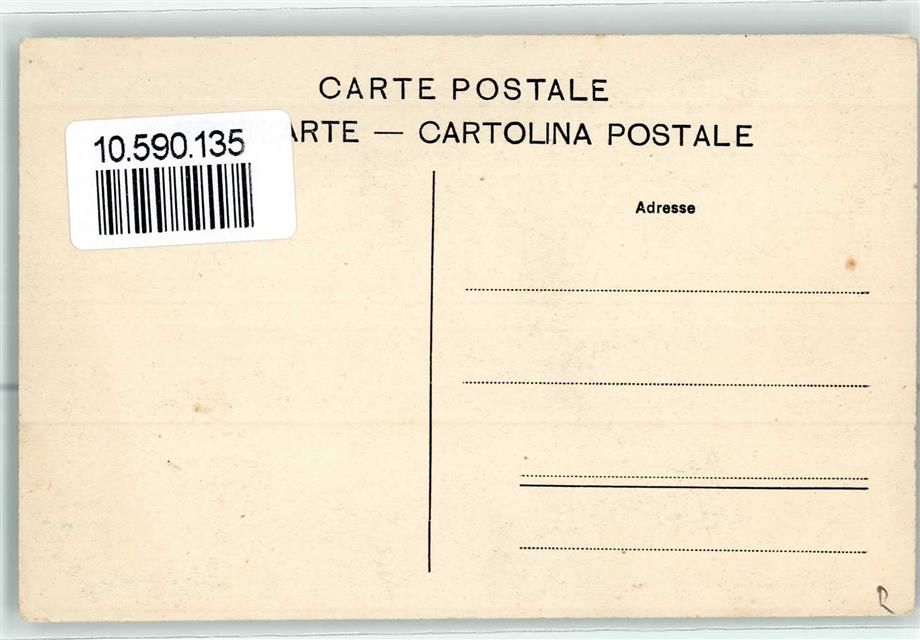 CARTE POSTALE
ARTE — CARTOLINA POSTALE
10.590.135
Adresse